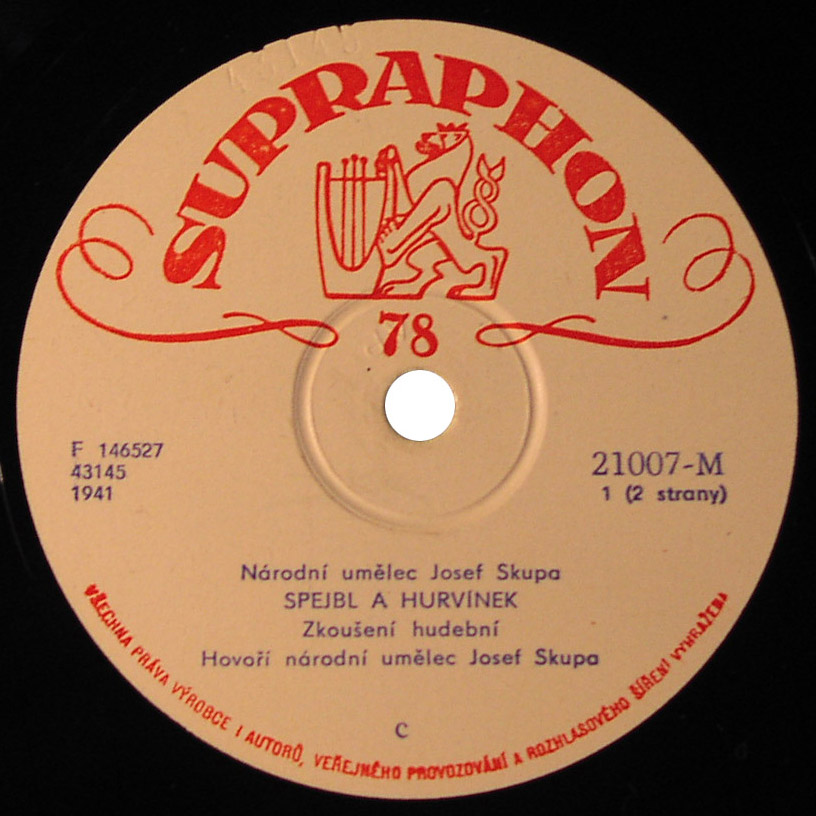 SUPRAPHON
78
F 146527
43145
1941
21007-M
1 (2 strany)
Národní umělec Josef Skupa
SPEJBL A HURVÍNEK
Zkoušení hudební
Hovoří národní umělec Josef Skupa
C
VŠECHNA PRÁVA VÝROBCE I AUTORŮ, VEŘEJNÉHO PROVOZOVÁNÍ A ROZHLASOVÉHO ŠÍŘENÍ VYHRAŽENA